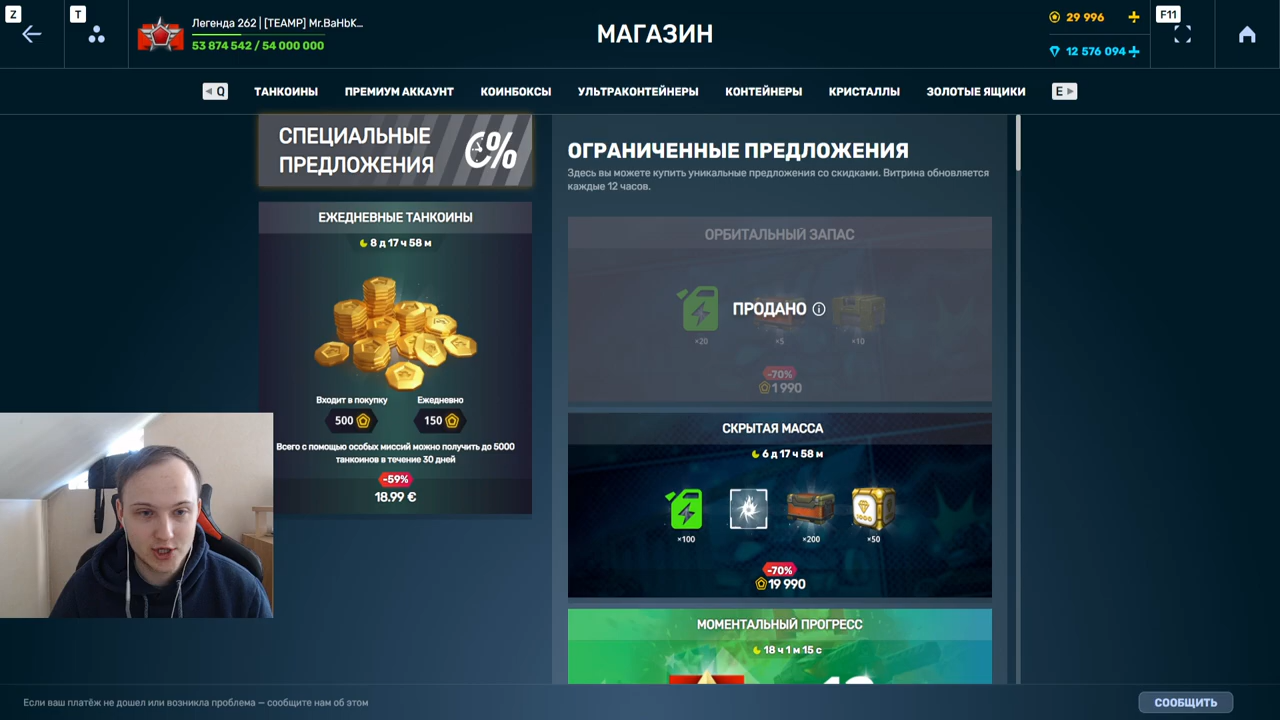 Z
T
Легенда 262 | [TEAMP] Mr.BaHbK...
53 874 542 / 54 000 000
МАГАЗИН
29 996
12 576 094
F11
Q
ТАНКОИНЫ
ПРЕМИУМ АККАУНТ
КОИНБОКСЫ
УЛЬТРАКОНТЕЙНЕРЫ
КОНТЕЙНЕРЫ
КРИСТАЛЛЫ
ЗОЛОТЫЕ ЯЩИКИ
E
СПЕЦИАЛЬНЫЕ
ПРЕДЛОЖЕНИЯ
%
ЕЖЕДНЕВНЫЕ ТАНКОИНЫ
8 д 17 ч 58 м
Входит в покупку
Ежедневно
500
150
Всего с помощью особых миссий можно получить до 5000
танкоинов в течение 30 дней
-59%
18.99 €
ОГРАНИЧЕННЫЕ ПРЕДЛОЖЕНИЯ
Здесь вы можете купить уникальные предложения со скидками. Витрина обновляется
каждые 12 часов.
ОРБИТАЛЬНЫЙ ЗАПАС
ПРОДАНО
×20
×5
×10
-70%
1 990
СКРЫТАЯ МАССА
6 д 17 ч 58 м
1000
×100
×200
×50
-70%
19 990
МОМЕНТАЛЬНЫЙ ПРОГРЕСС
18 ч 1 м 15 с
Если ваш платёж не дошел или возникла проблема — сообщите нам об этом
СООБЩИТЬ